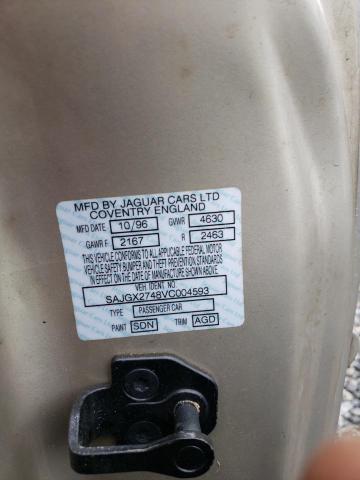 MFD BY JAGUAR CARS LTD
COVENTRY ENGLAND
MFD DATE 10/96 GVWR 4630
GAWR F 2167 R 2463
THIS VEHICLE CONFORMS TO ALL APPLICABLE FEDERAL MOTOR
VEHICLE SAFETY BUMPER AND THEFT PREVENTION STANDARDS
IN EFFECT ON THE DATE OF MANUFACTURE SHOWN ABOVE
VEH IDENT NO
SAJGX2748VC004593
TYPE PASSENGER CAR
PAINT SDN TRIM AGD